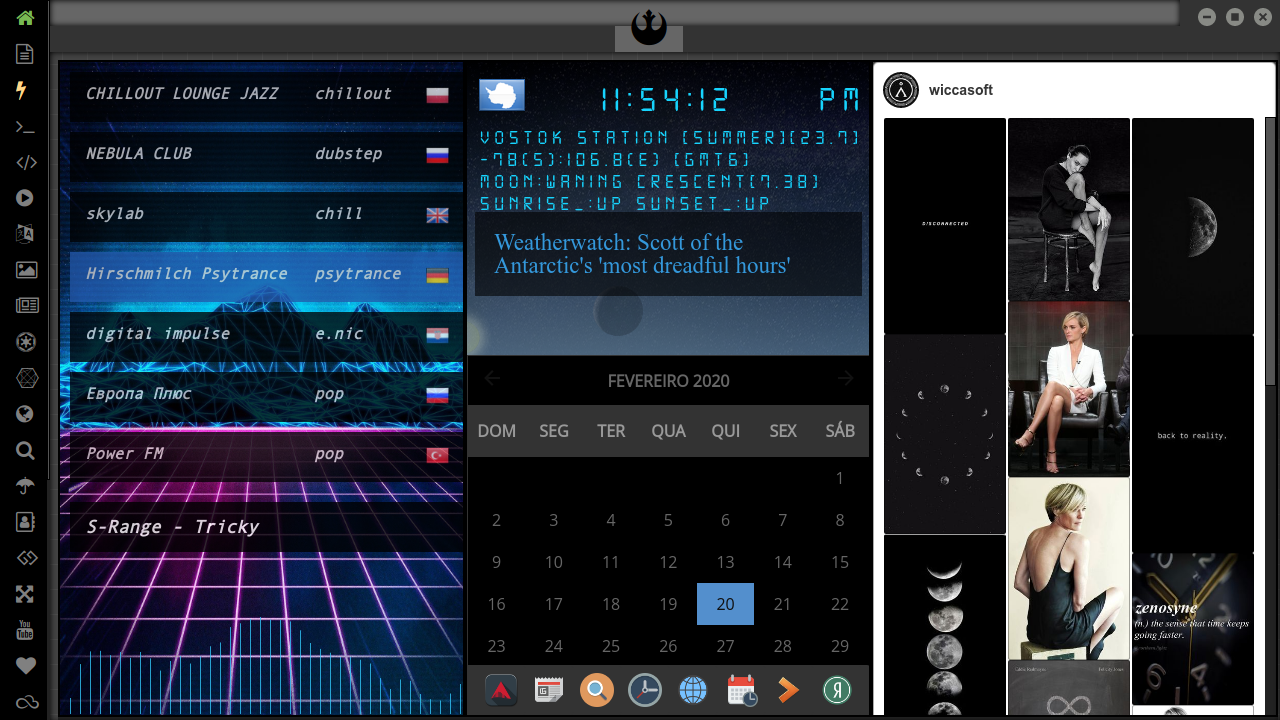 CHILLOUT LOUNGE JAZZ chillout
NEBULA CLUB dubstep
skylab chill
Hirschmilch Psytrance psytrance
digital impulse e.nic
Европа Плюс pop
Power FM pop
S-Range - Tricky
11:54:12 PM
VOSTOK STATION (SUMMER)(23.7)
-78(S):106.8(E) (GMT6)
MOON:WANING CRESCENT(7.38)
SUNRISE_:UP SUNSET_:UP
Weatherwatch: Scott of the
Antarctic's 'most dreadful hours'
FEVEREIRO 2020
DOM SEG TER QUA QUI SEX SÁB
1
2 3 4 5 6 7 8
9 10 11 12 13 14 15
16 17 18 19 20 21 22
23 24 25 26 27 28 29
Я
wiccasoft
DISCONNECTED
back to reality.
zenosyne
(n.) the sense that time keeps
going faster.
You
Tube